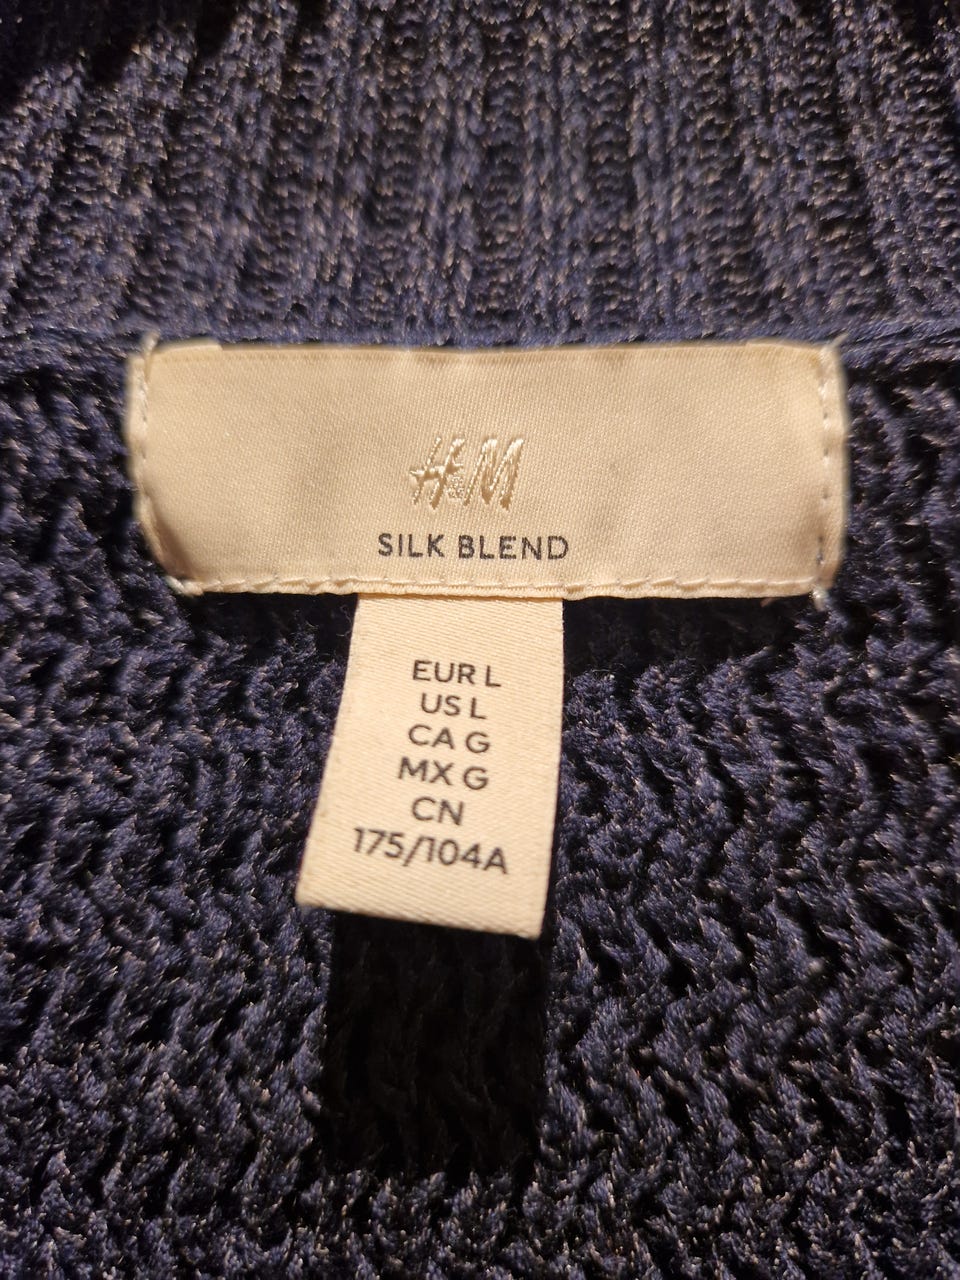 H&M
SILK BLEND
EUR L
US L
CA G
MX G
CN
175/104A